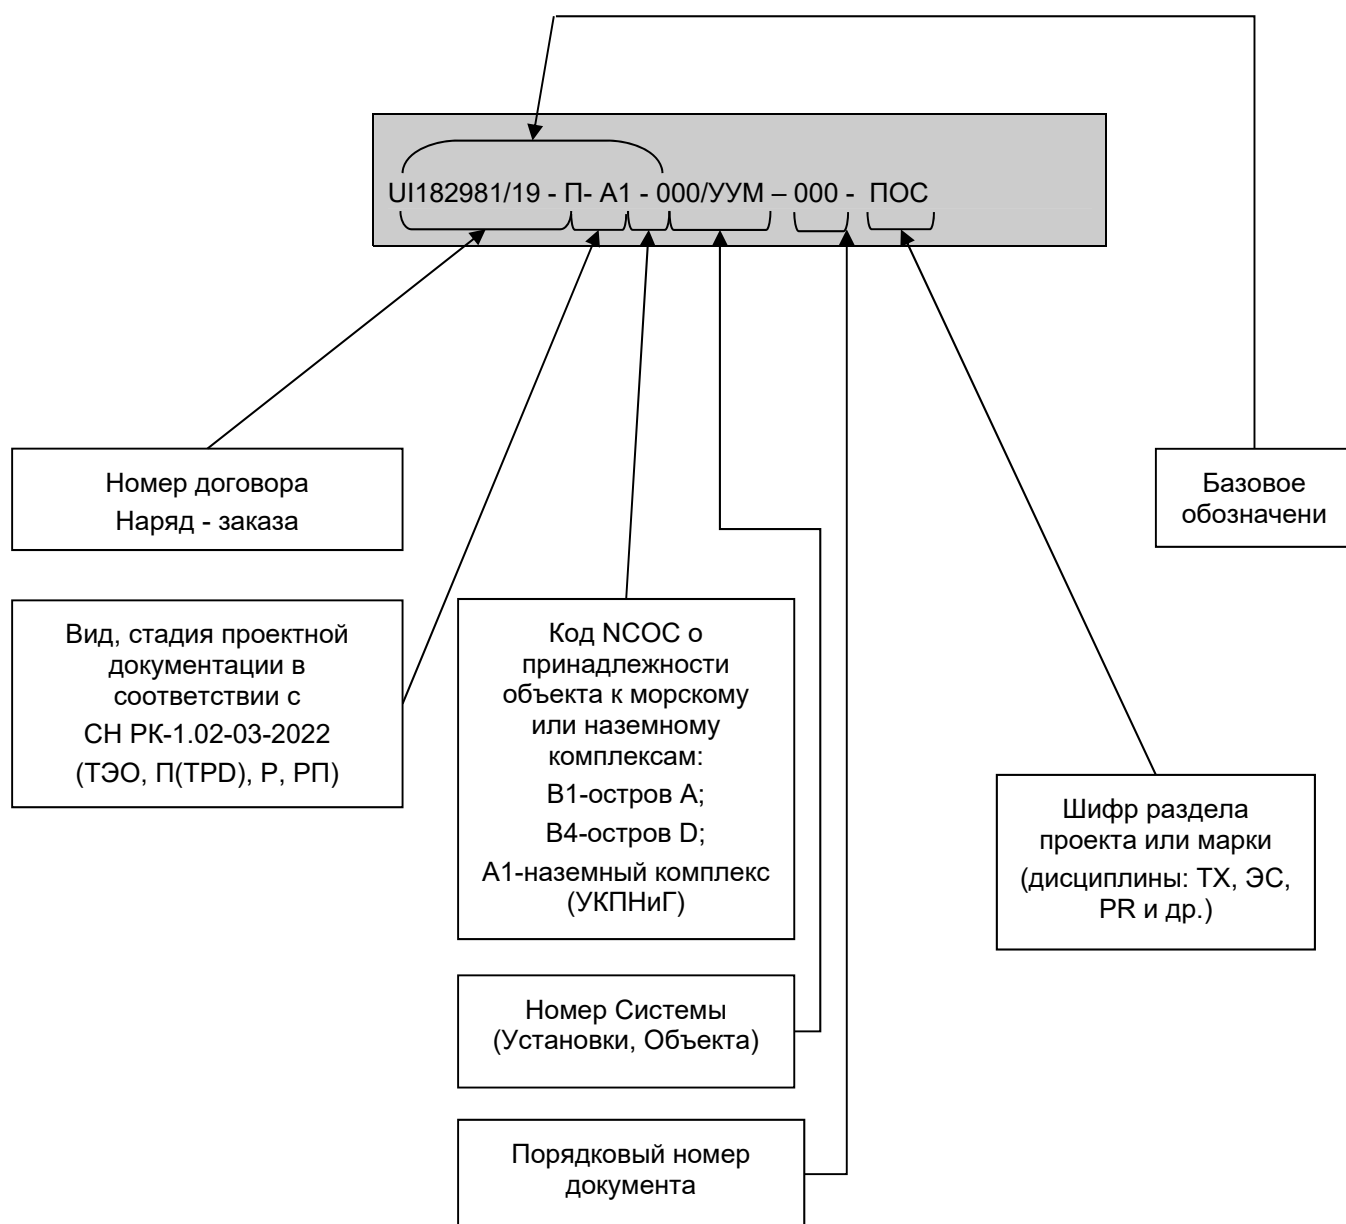 UI182981/19 - П- А1 - 000/УУМ – 000 - ПОС
Номер договора
Наряд - заказа
Базовое
обозначени
Вид, стадия проектной
документации в
соответствии с
СН РК-1.02-03-2022
(ТЭО, П(TPD), Р, РП)
Код NCOC о
принадлежности
объекта к морскому
или наземному
комплексам:
В1-остров А;
В4-остров D;
А1-наземный комплекс
(УКПНиГ)
Шифр раздела
проекта или марки
(дисциплины: ТХ, ЭС,
PR и др.)
Номер Системы
(Установки, Объекта)
Порядковый номер
документа